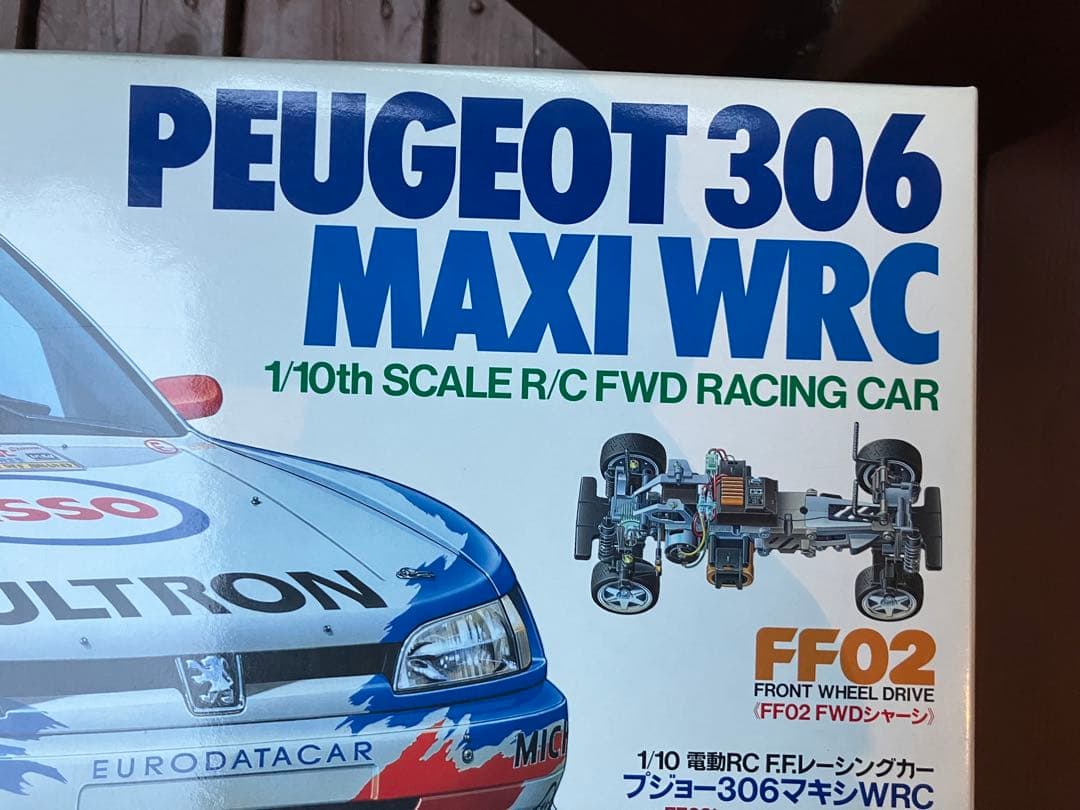 PEUGEOT 306
MAXI WRC
1/10th SCALE R/C FWD RACING CAR
SSO
ULTRON
EURODATACAR
MICH
FF02
FRONT WHEEL DRIVE
《FF02 FWDシャーシ》
1/10 電動RC F.F.レーシングカー
プジョー306マキシWRC